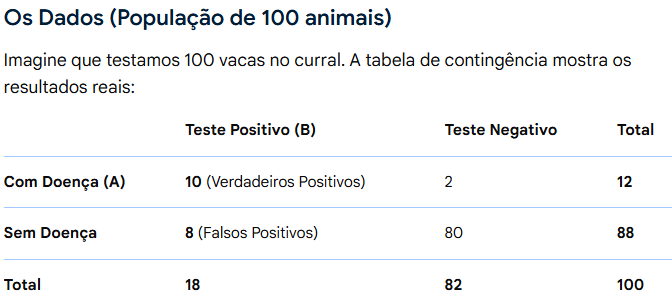 Os Dados (População de 100 animais)
Imagine que testamos 100 vacas no curral. A tabela de contingência mostra os
resultados reais:
Teste Positivo (B) Teste Negativo Total
Com Doença (A) 10 (Verdadeiros Positivos) 2 12
Sem Doença 8 (Falsos Positivos) 80 88
Total 18 82 100